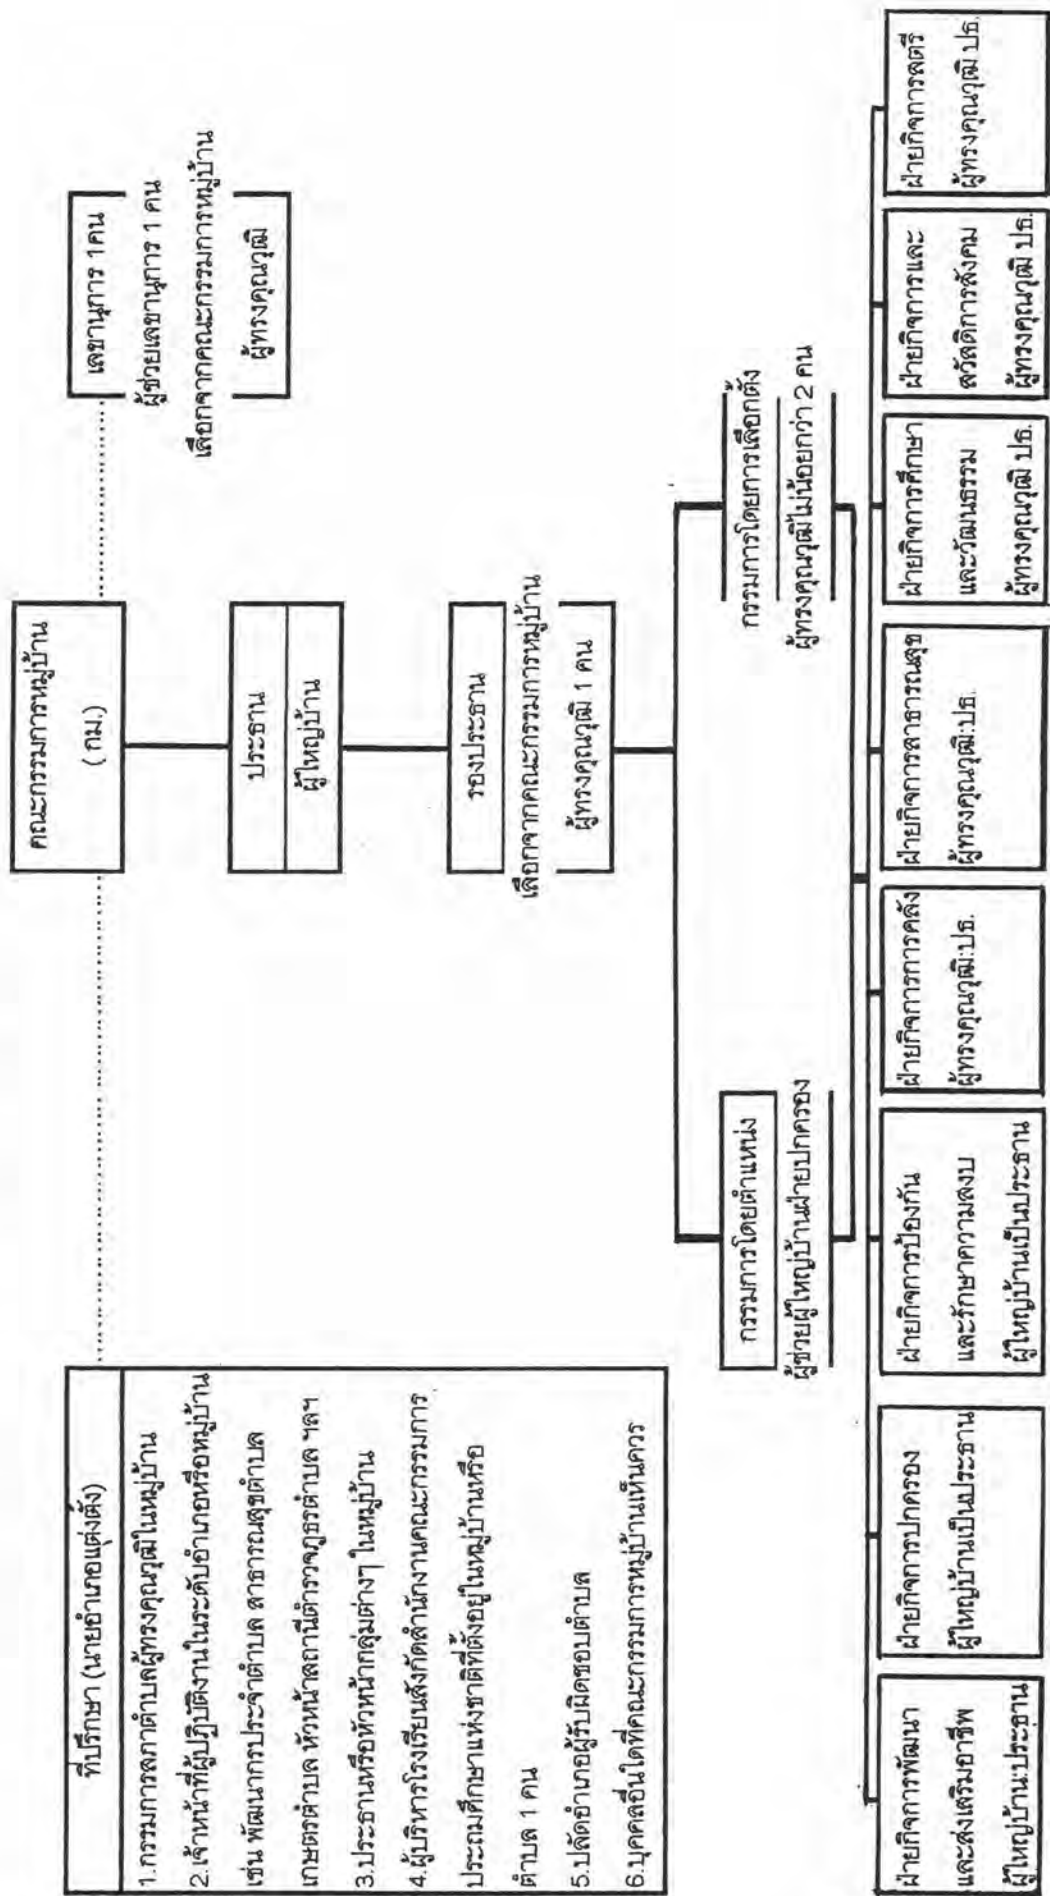 คณะกรรมการหมู่บ้าน
( กม.)
ที่ปรึกษา (นายอำเภอแต่งตั้ง)
1.กรรมการสภาตำบลผู้ทรงคุณวุฒิในหมู่บ้าน
2.เจ้าหน้าที่ผู้ปฏิบัติงานในระดับอำเภอหรือหมู่บ้าน
เช่น พัฒนากรประจำตำบล สาธารณสุขตำบล
เกษตรตำบล หัวหน้าสถานีตำรวจภูธรตำบล ฯลฯ
3.ประธานหรือหัวหน้ากลุ่มต่างๆ ในหมู่บ้าน
4.ผู้บริหารโรงเรียนสังกัดสำนักงานคณะกรรมการ
ประถมศึกษาแห่งชาติที่ตั้งอยู่ในหมู่บ้านหรือ
ตำบล 1 คน
5.ปลัดอำเภอผู้รับผิดชอบตำบล
6.บุคคลอื่นใดที่คณะกรรมการหมู่บ้านเห็นควร
เลขานุการ 1คน
ผู้ช่วยเลขานุการ 1 คน
เลือกจากคณะกรรมการหมู่บ้าน
ผู้ทรงคุณวุฒิ
ประธาน
ผู้ใหญ่บ้าน
รองประธาน
เลือกจากคณะกรรมการหมู่บ้าน
ผู้ทรงคุณวุฒิ 1 คน
กรรมการโดยตำแหน่ง
ผู้ช่วยผู้ใหญ่บ้านฝ่ายปกครอง
กรรมการโดยการเลือกตั้ง
ผู้ทรงคุณวุฒิไม่น้อยกว่า 2 คน
ฝ่ายกิจการพัฒนา
และส่งเสริมอาชีพ
ผู้ใหญ่บ้าน:ประธาน
ฝ่ายกิจการปกครอง
ผู้ใหญ่บ้านเป็นประธาน
ฝ่ายกิจการป้องกัน
และรักษาความสงบ
ผู้ใหญ่บ้านเป็นประธาน
ฝ่ายกิจการการคลัง
ผู้ทรงคุณวุฒิ:ปธ.
ฝ่ายกิจการสาธารณสุข
ผู้ทรงคุณวุฒิ:ปธ.
ฝ่ายกิจการศึกษา
และวัฒนธรรม
ผู้ทรงคุณวุฒิ ปธ.
ฝ่ายกิจการและ
สวัสดิการสังคม
ผู้ทรงคุณวุฒิ ปธ.
ฝ่ายกิจการสตรี
ผู้ทรงคุณวุฒิ ปธ.